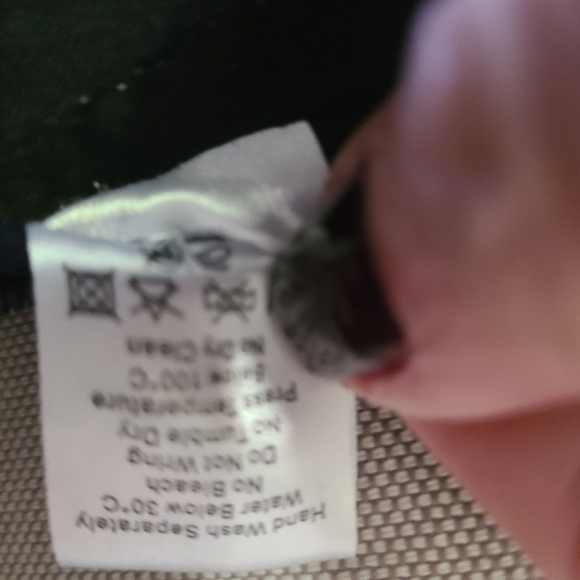 Hand Wash Separately
Water Below 30°C
No Bleach
Do Not Wring
No Tumble Dry
Press Temperature
Below 100°C
No Dry Clean